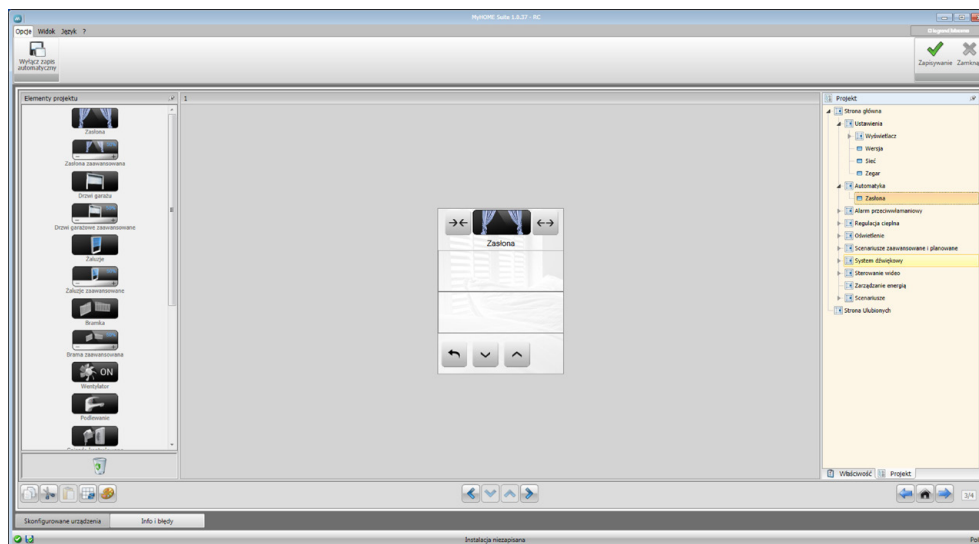 MyHOME Suite 1.0.37 - RC
Opcje Widok Język ?
Wyłącz zapis
automatyczny
Zapisywanie
Elementy projektu
1
Projekt
Zasłona
Zasłona zaawansowana
Drzwi garażu
Drzwi garażowe zaawansowane
Żaluzje
Żaluzje zaawansowane
Bramka
Brama zaawansowana
ON
Wentylator
Podlewanie
Zasłona
Strona główna
Ustawienia
Wyświetlacz
Wersja
Sieć
Zegar
Automatyka
Zasłona
Alarm przeciwwłamaniowy
Regulacja cieplna
Oświetlenie
Scenariusze zaawansowane i planowane
System dźwiękowy
Sterowanie wideo
Zarządzanie energią
Scenariusze
Strona Ulubionych
Właściwość Projekt
3/4
Skonfigurowane urządzenia Info i błędy
Instalacja niezapisana